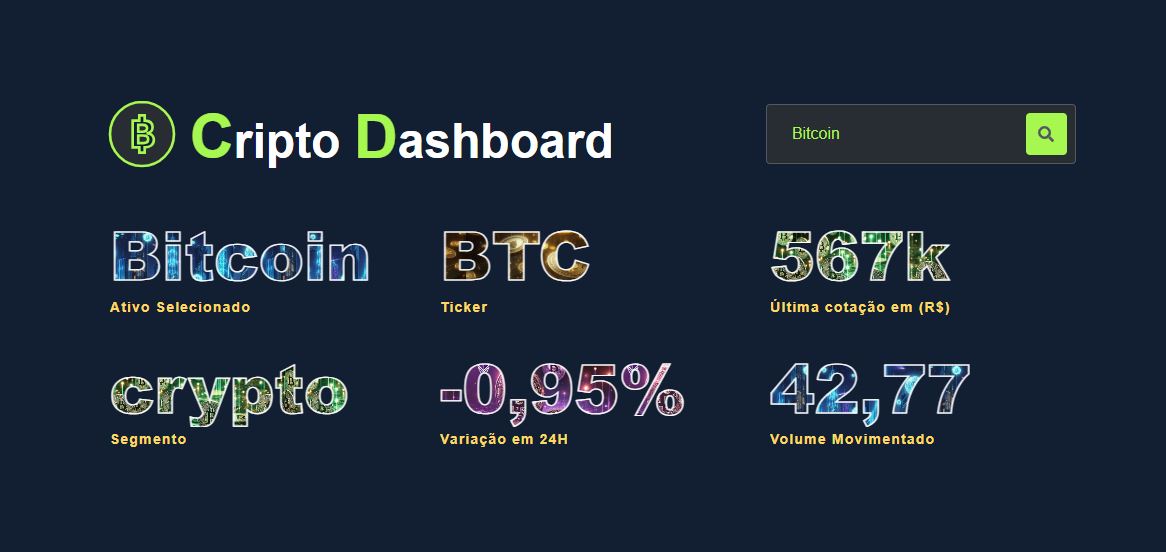 Cripto Dashboard
Bitcoin
Bitcoin
BTC
567k
Ativo Selecionado
Ticker
Última cotação em (R$)
crypto
-0,95%
42,77
Segmento
Variação em 24H
Volume Movimentado